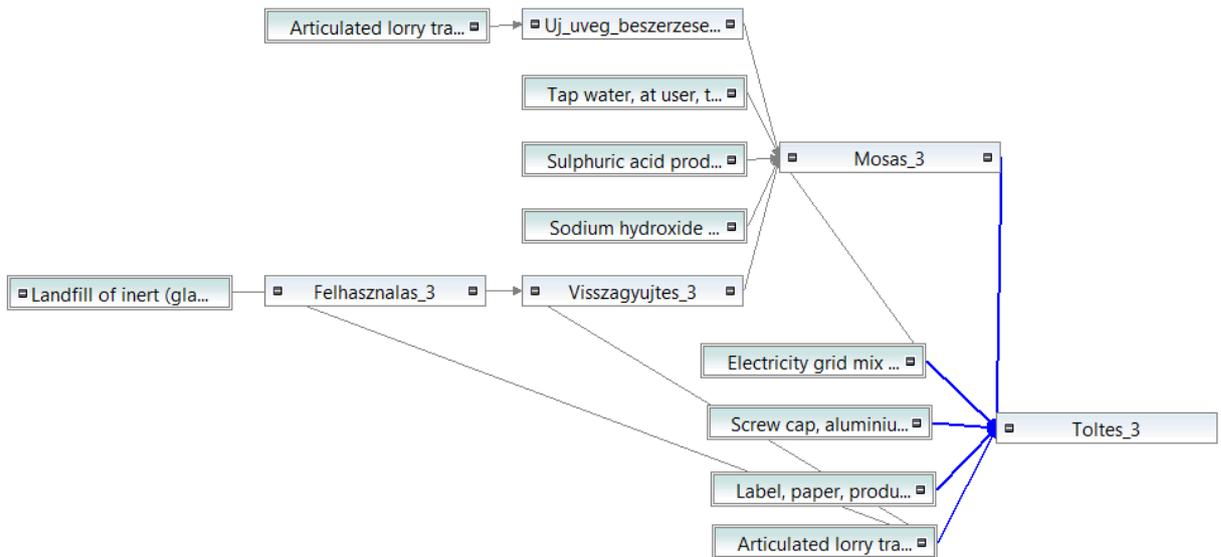 Articulated lorry tra...
Uj_uveg_beszerzese...
Tap water, at user, t...
Sulphuric acid prod...
Mosas_3
Sodium hydroxide ...
Landfill of inert (gla...
Felhasznalas_3
Visszagyujtes_3
Electricity grid mix ...
Screw cap, aluminiu...
Toltes_3
Label, paper, produ...
Articulated lorry tra...